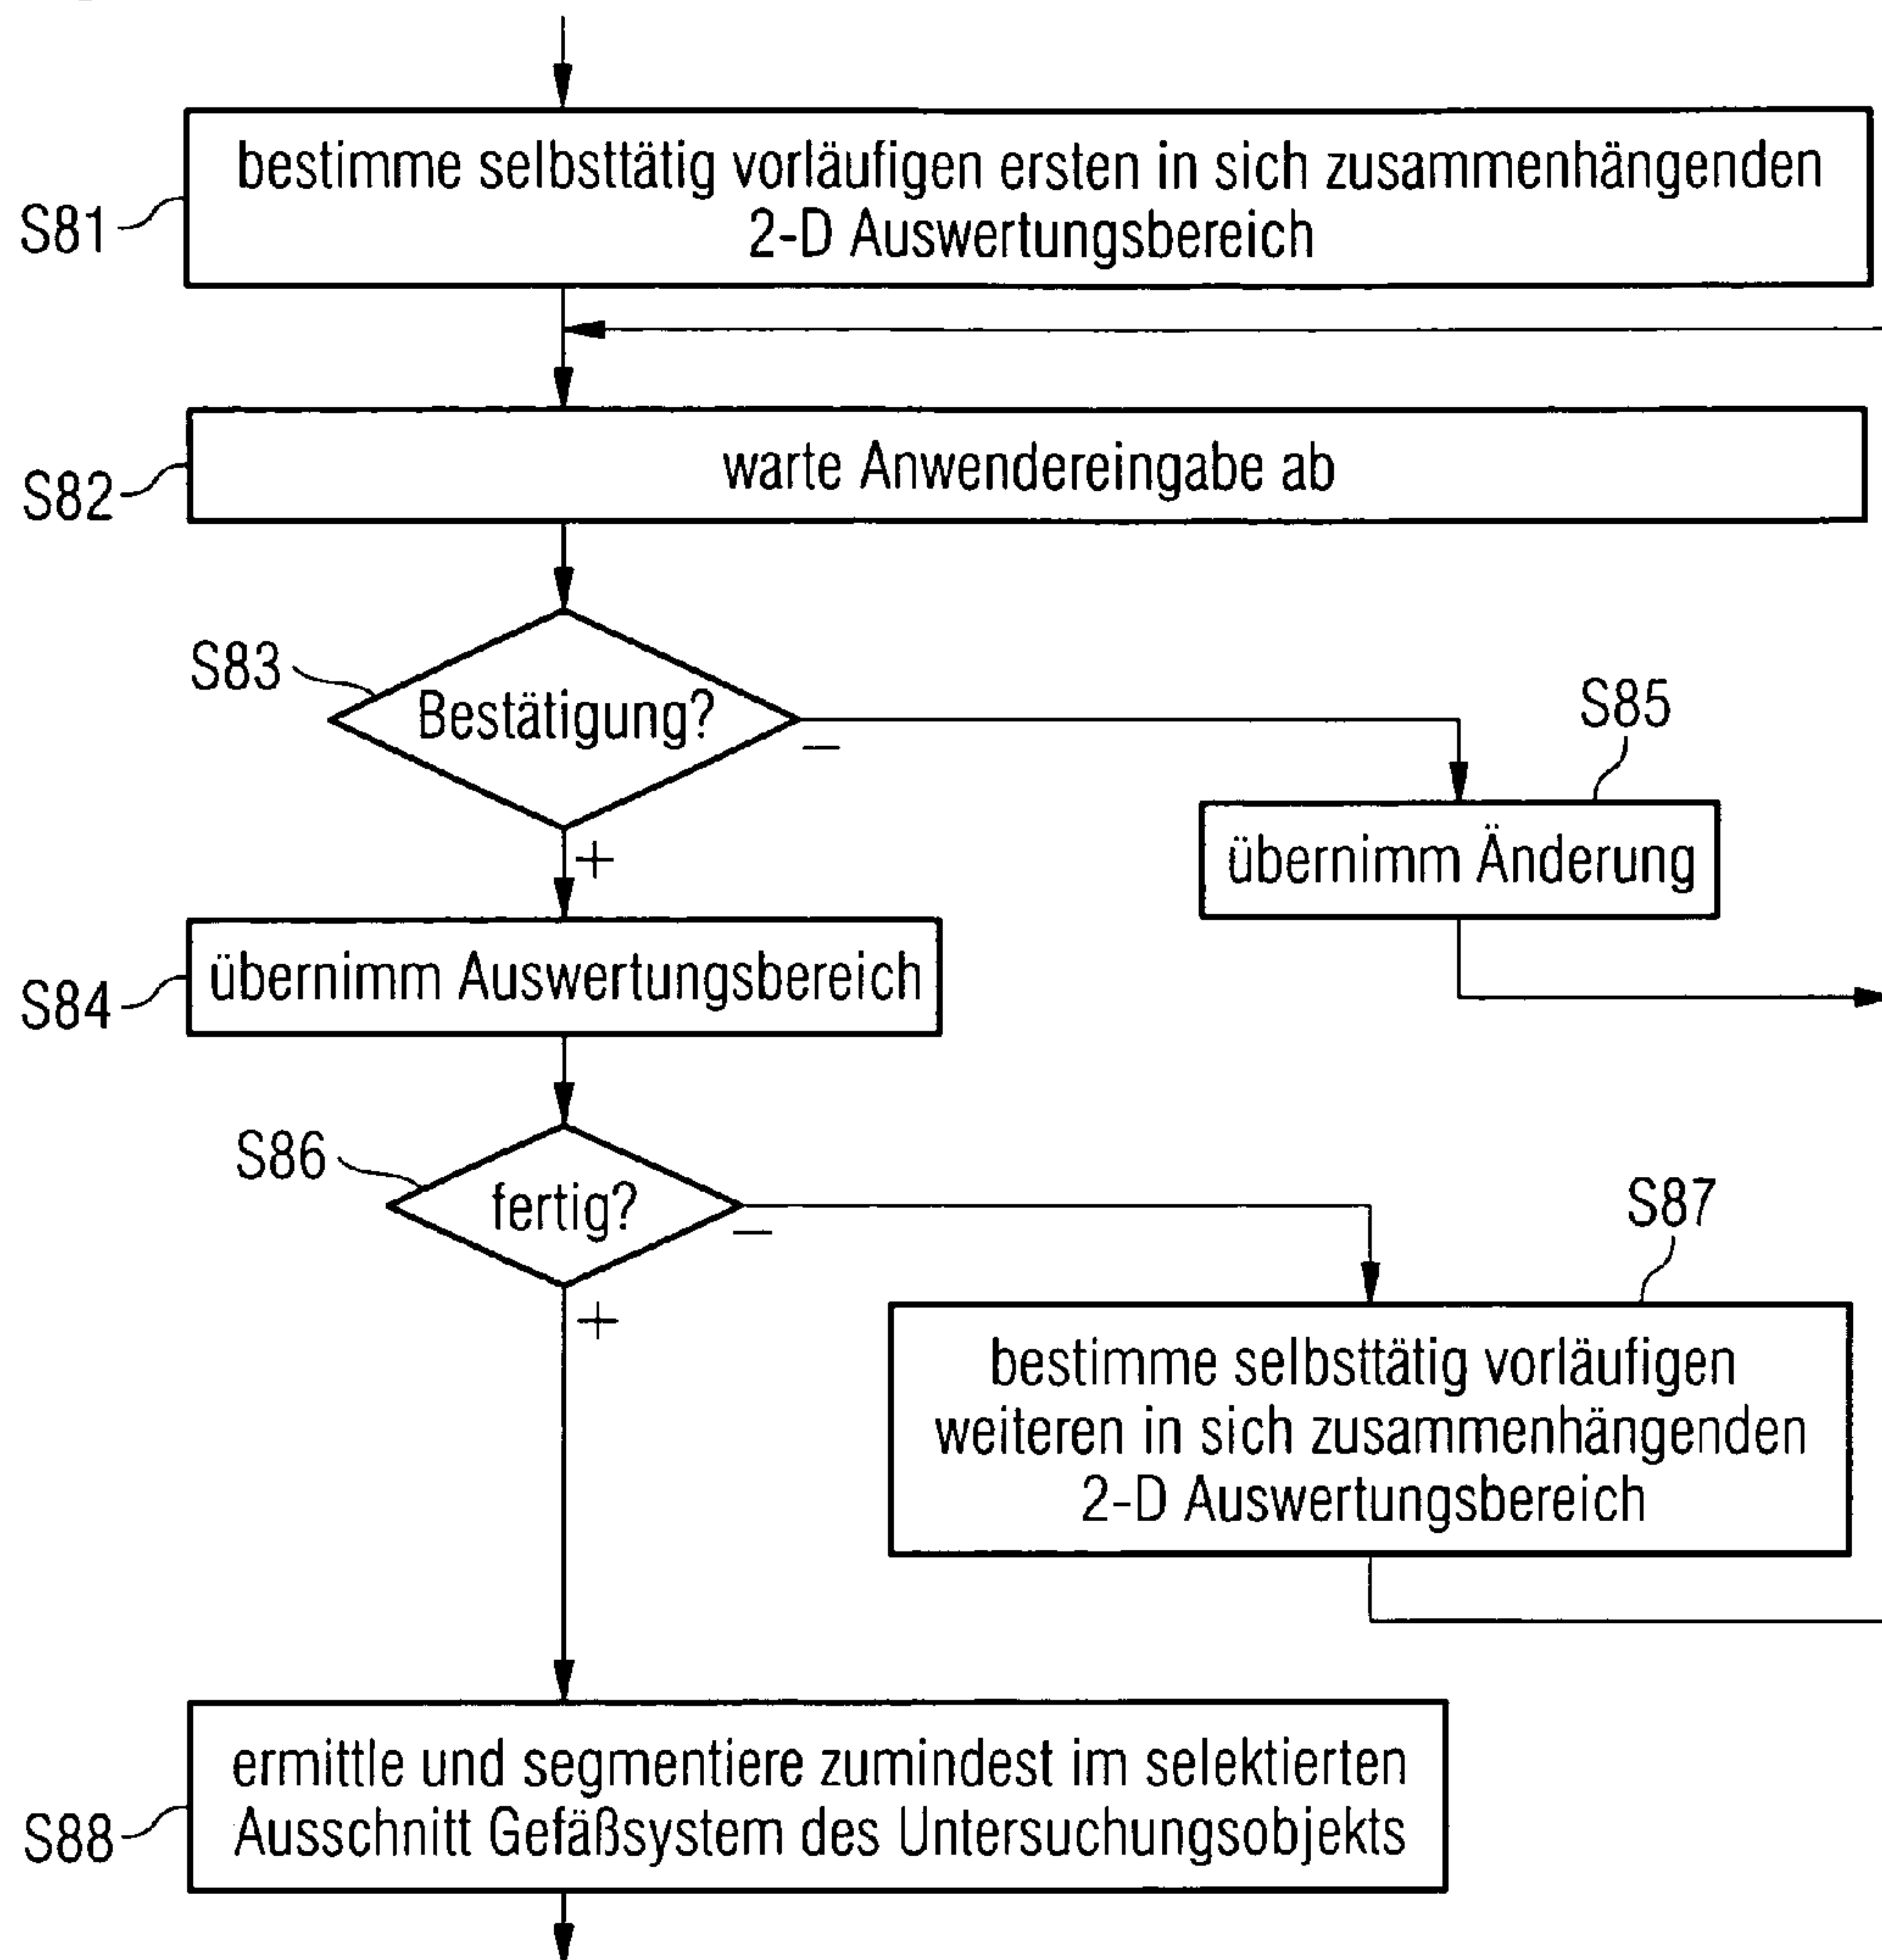 bestimme selbsttätig vorläufigen ersten in sich zusammenhängenden
2-D Auswertungsbereich
S81
warte Anwendereingabe ab
S82
S83
Bestätigung?
–
S85
übernimm Änderung
+
übernimm Auswertungsbereich
S84
S86
fertig?
–
S87
+
bestimme selbsttätig vorläufigen
weiteren in sich zusammenhängenden
2-D Auswertungsbereich
ermittle und segmentiere zumindest im selektierten
Ausschnitt Gefäßsystem des Untersuchungsobjekts
S88